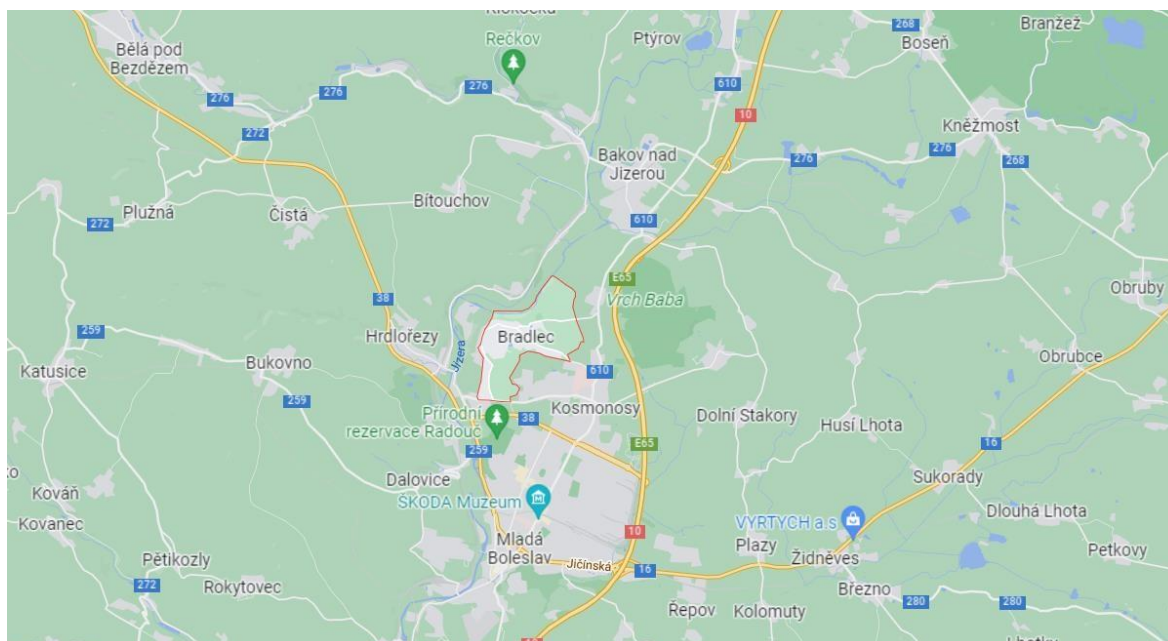 Rečkov
Ptýrov
268
Branžež
Boseň
Bělá pod
Bezdězem
276
276
276
610
10
272
Kněžmost
Bakov nad
Jizerou
276
276
268
Bítouchov
Plužná
Čistá
272
610
E65
Vrch Baba
Obruby
38
Hrdlořezy
Jizera
Bradlec
259
Katusice
Bukovno
610
Obrubce
259
Kosmonosy
Přírodní
rezervace Radouč
38
Dolní Stakory
Husí Lhota
16
E65
259
Dalovice
Sukorady
Kováň
ŠKODA Muzeum
Kovanec
Dlouhá Lhota
VYRTYCH a.s
10
Mladá
Boleslav
Plazy
Židněves
Petkovy
Pětikozly
Jičínská
16
272
Rokytovec
Řepov
Kolomuty
Březno
280
280